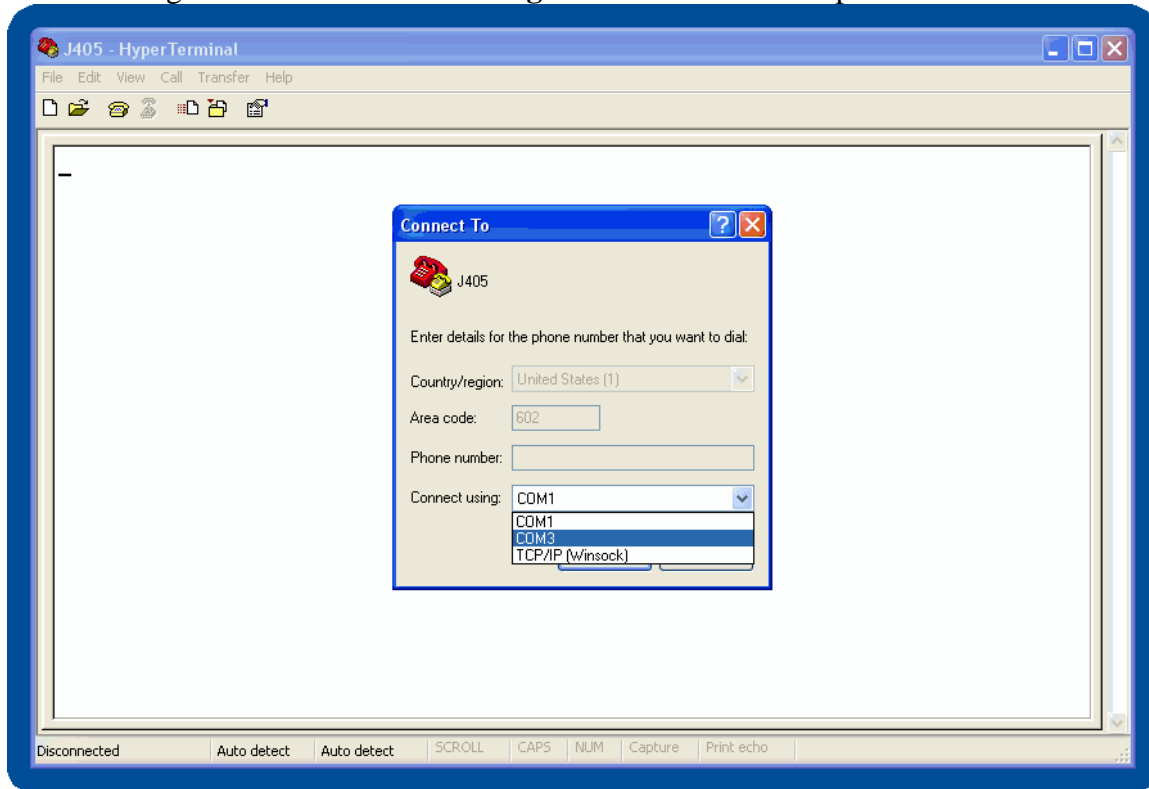 J405 - HyperTerminal
File Edit View Call Transfer Help
Connect To
J405
Enter details for the phone number that you want to dial:
Country/region: United States (1)
Area code: 602
Phone number:
Connect using: COM1
COM1
COM3
TCP/IP (Winsock)
Disconnected Auto detect Auto detect SCROLL CAPS NUM Capture Print echo